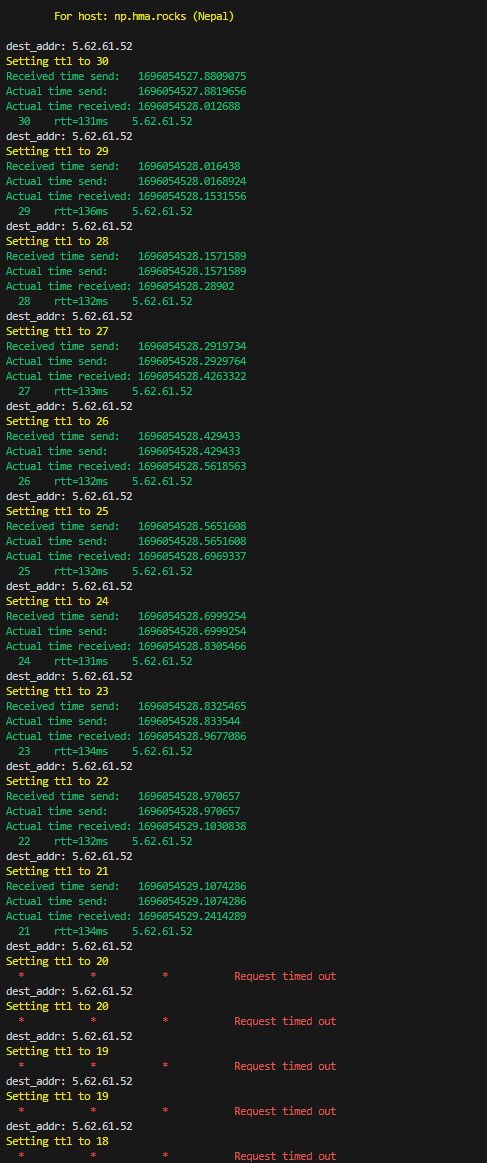 For host: np.hma.rocks (Nepal)
dest_addr: 5.62.61.52
Setting ttl to 30
Received time send:   1696054527.8809075
Actual time send:     1696054527.8819656
Actual time received: 1696054528.012688
30    rtt=131ms    5.62.61.52
dest_addr: 5.62.61.52
Setting ttl to 29
Received time send:   1696054528.016438
Actual time send:     1696054528.0168924
Actual time received: 1696054528.1531556
29    rtt=136ms    5.62.61.52
dest_addr: 5.62.61.52
Setting ttl to 28
Received time send:   1696054528.1571589
Actual time send:     1696054528.1571589
Actual time received: 1696054528.28902
28    rtt=132ms    5.62.61.52
dest_addr: 5.62.61.52
Setting ttl to 27
Received time send:   1696054528.2919734
Actual time send:     1696054528.2929764
Actual time received: 1696054528.4263322
27    rtt=133ms    5.62.61.52
dest_addr: 5.62.61.52
Setting ttl to 26
Received time send:   1696054528.429433
Actual time send:     1696054528.429433
Actual time received: 1696054528.5618563
26    rtt=132ms    5.62.61.52
dest_addr: 5.62.61.52
Setting ttl to 25
Received time send:   1696054528.5651608
Actual time send:     1696054528.5651608
Actual time received: 1696054528.6969337
25    rtt=132ms    5.62.61.52
dest_addr: 5.62.61.52
Setting ttl to 24
Received time send:   1696054528.6999254
Actual time send:     1696054528.6999254
Actual time received: 1696054528.8305466
24    rtt=131ms    5.62.61.52
dest_addr: 5.62.61.52
Setting ttl to 23
Received time send:   1696054528.8325465
Actual time send:     1696054528.833544
Actual time received: 1696054528.9677086
23    rtt=134ms    5.62.61.52
dest_addr: 5.62.61.52
Setting ttl to 22
Received time send:   1696054528.970657
Actual time send:     1696054528.970657
Actual time received: 1696054529.1030838
22    rtt=132ms    5.62.61.52
dest_addr: 5.62.61.52
Setting ttl to 21
Received time send:   1696054529.1074286
Actual time send:     1696054529.1074286
Actual time received: 1696054529.2414289
21    rtt=134ms    5.62.61.52
dest_addr: 5.62.61.52
Setting ttl to 20
*           *           *           Request timed out
dest_addr: 5.62.61.52
Setting ttl to 20
*           *           *           Request timed out
dest_addr: 5.62.61.52
Setting ttl to 19
*           *           *           Request timed out
dest_addr: 5.62.61.52
Setting ttl to 19
*           *           *           Request timed out
dest_addr: 5.62.61.52
Setting ttl to 18
*           *           *           Request timed out